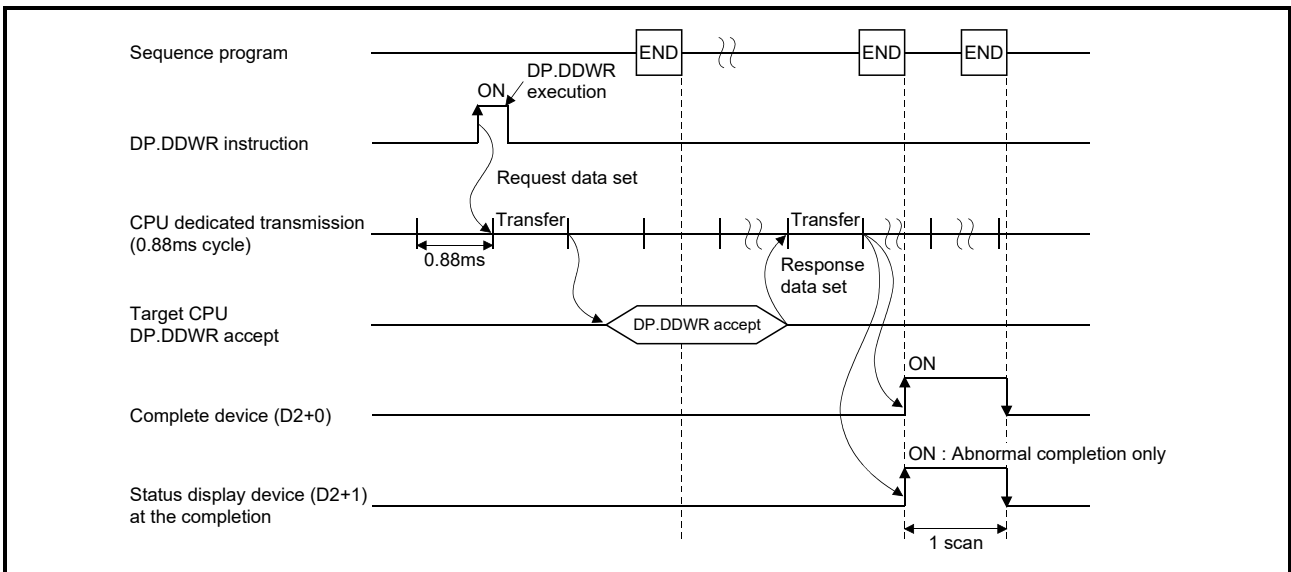 Sequence program
END
END
END
DP.DDWR
execution
ON
DP.DDWR instruction
Request data set
CPU dedicated transmission
(0.88ms cycle)
Transfer
Transfer
0.88ms
Response
data set
Target CPU
DP.DDWR accept
DP.DDWR accept
ON
Complete device (D2+0)
ON : Abnormal completion only
Status display device (D2+1)
at the completion
1 scan